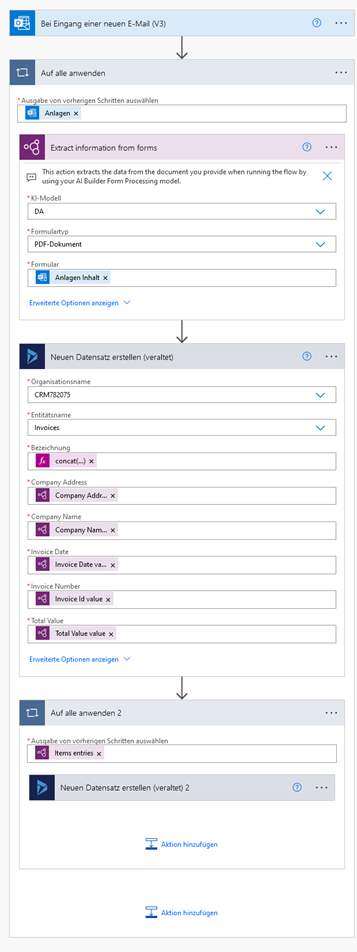 Bei Eingang einer neuen E-Mail (V3)
Auf alle anwenden
* Ausgabe von vorherigen Schritten auswählen
Anlagen ×
Extract information from forms
This action extracts the data from the document you provide when running the flow by
using your AI Builder Form Processing model.
* KI-Modell
DA
* Formulartyp
PDF-Dokument
* Formular
Anlagen Inhalt ×
Erweiterte Optionen anzeigen
Neuen Datensatz erstellen (veraltet)
* Organisationsname
CRM782075
* Entitätsname
Invoices
* Bezeichnung
fx concat(...) ×
* Company Address
Company Addr... ×
* Company Name
Company Nam... ×
* Invoice Date
Invoice Date va... ×
* Invoice Number
Invoice Id value ×
* Total Value
Total Value value ×
Erweiterte Optionen anzeigen
Auf alle anwenden 2
* Ausgabe von vorherigen Schritten auswählen
Items entries ×
Neuen Datensatz erstellen (veraltet) 2
Aktion hinzufügen
Aktion hinzufügen